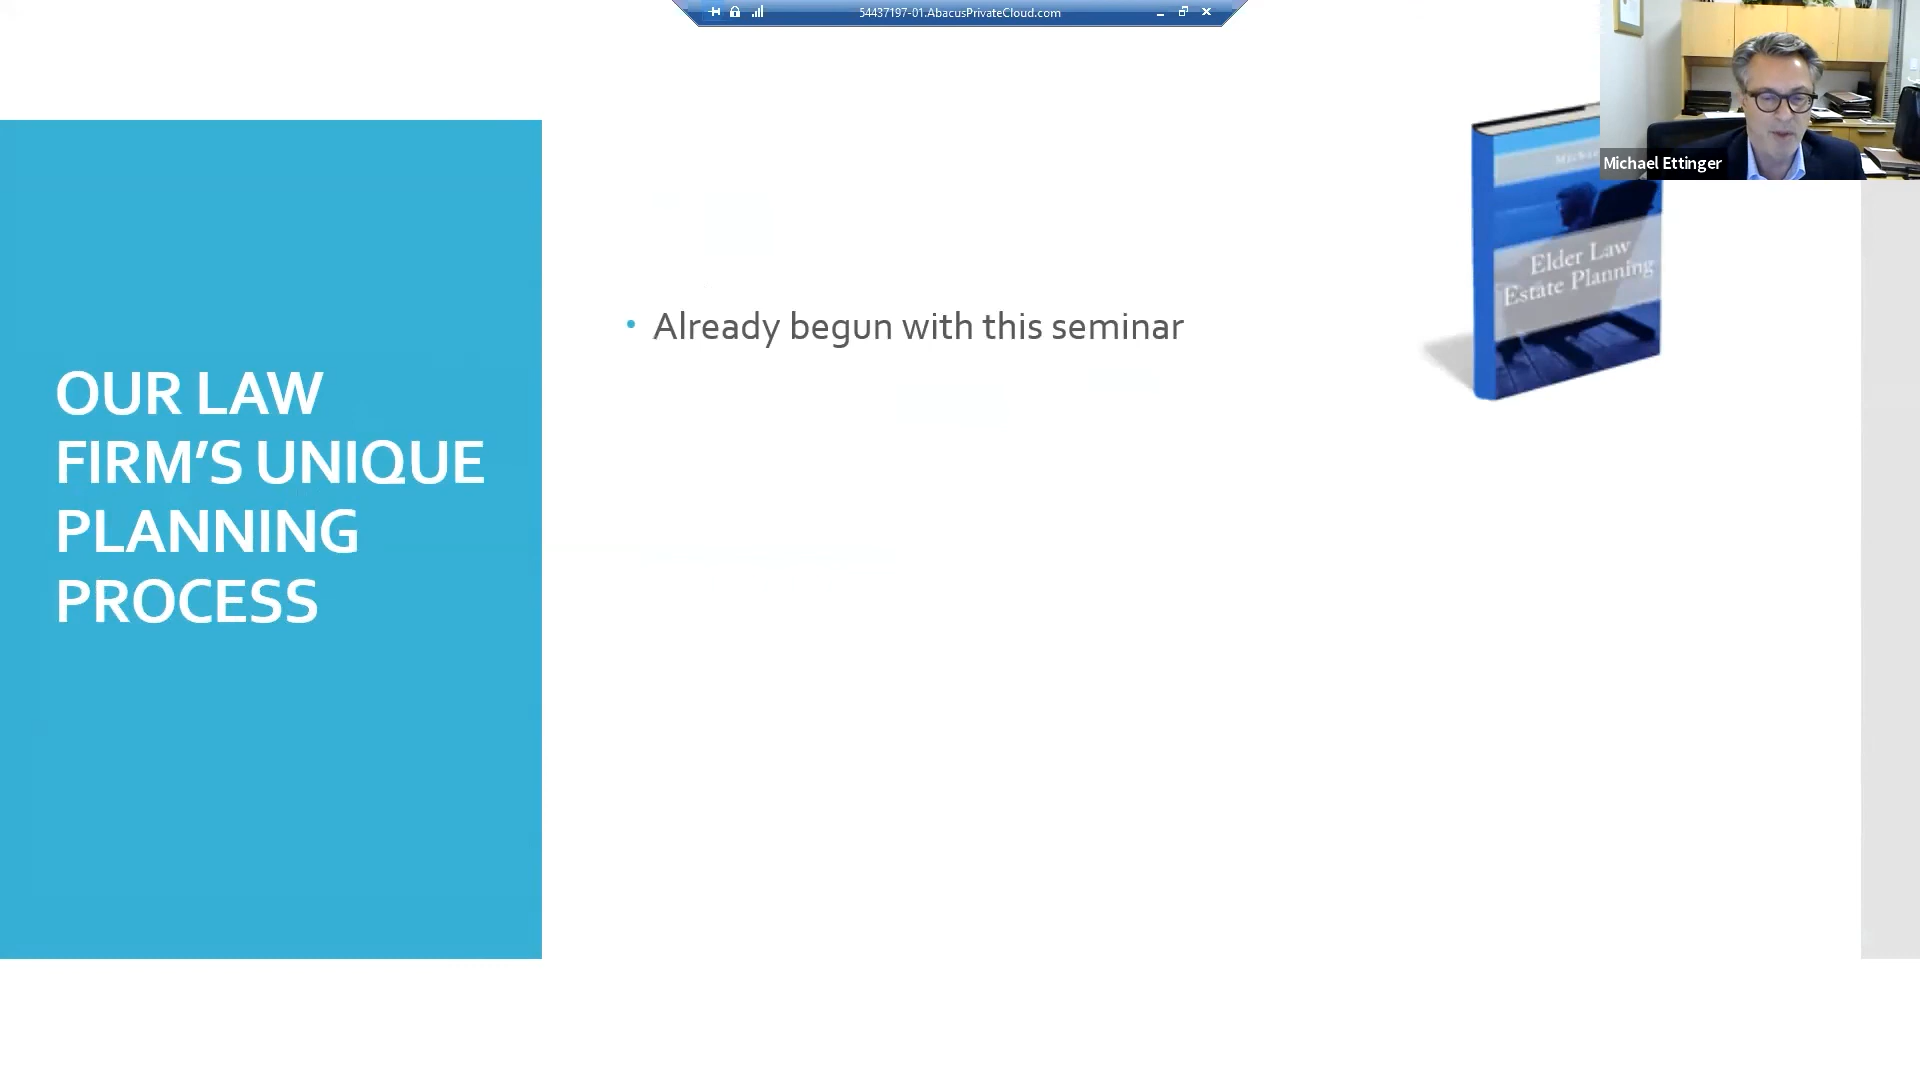 54437197-01.AbacusPrivateCloud.com
Michael Ettinger
Elder Law
Estate Planning
• Already begun with this seminar
OUR LAW
FIRM’S UNIQUE
PLANNING
PROCESS